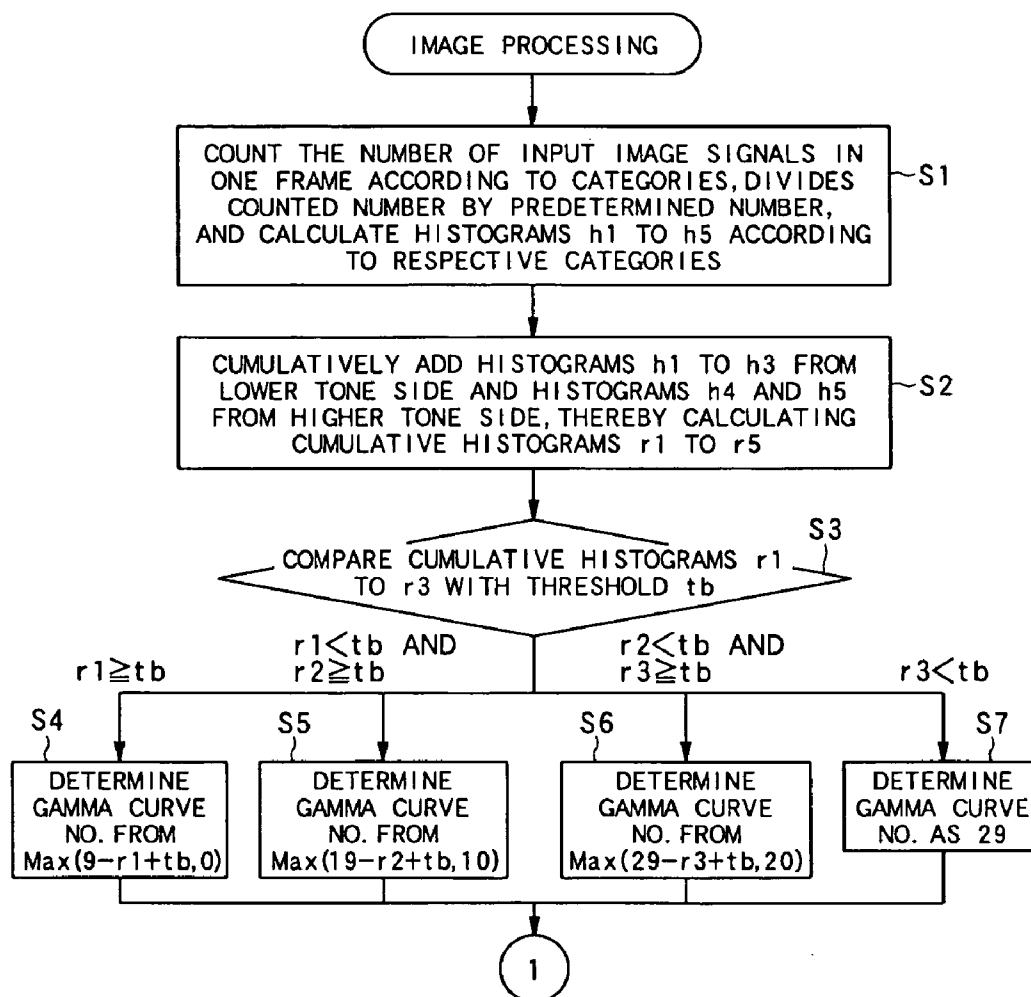 IMAGE PROCESSING
COUNT THE NUMBER OF INPUT IMAGE SIGNALS IN
ONE FRAME ACCORDING TO CATEGORIES, DIVIDES
COUNTED NUMBER BY PREDETERMINED NUMBER,
AND CALCULATE HISTOGRAMS h1 TO h5 ACCORDING
TO RESPECTIVE CATEGORIES
S1
CUMULATIVELY ADD HISTOGRAMS h1 TO h3 FROM
LOWER TONE SIDE AND HISTOGRAMS h4 AND h5
FROM HIGHER TONE SIDE, THEREBY CALCULATING
CUMULATIVE HISTOGRAMS r1 TO r5
S2
S3
COMPARE CUMULATIVE HISTOGRAMS r1
TO r3 WITH THRESHOLD tb
r1≧tb
r1<tb AND
r2≧tb
r2<tb AND
r3≧tb
r3<tb
S4
DETERMINE
GAMMA CURVE
NO. FROM
Max(9-r1+tb,0)
S5
DETERMINE
GAMMA CURVE
NO. FROM
Max(19-r2+tb,10)
S6
DETERMINE
GAMMA CURVE
NO. FROM
Max(29-r3+tb,20)
S7
DETERMINE
GAMMA CURVE
NO. AS 29
1